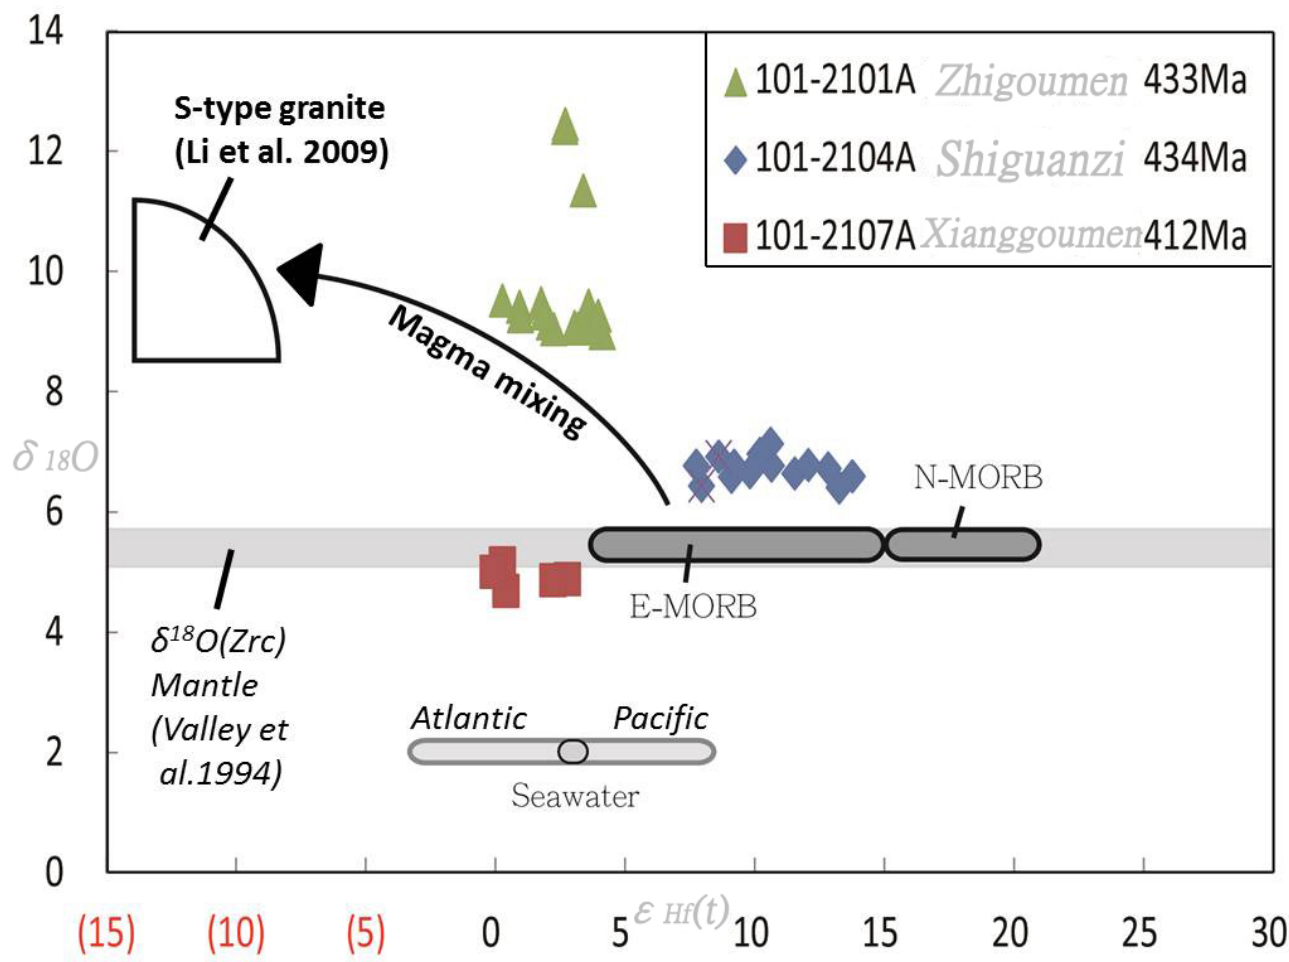 14
12
10
8
6
4
2
0
δ 18O
S-type granite
(Li et al. 2009)
101-2101A Zhigoumen 433Ma
101-2104A Shiguanzi 434Ma
101-2107A Xianggoumen 412Ma
Magma mixing
N-MORB
E-MORB
δ¹⁸O(Zrc)
Mantle
(Valley et
al.1994)
Atlantic Pacific
Seawater
(15) (10) (5) 0 5 10 15 20 25 30
ε Hf(t)